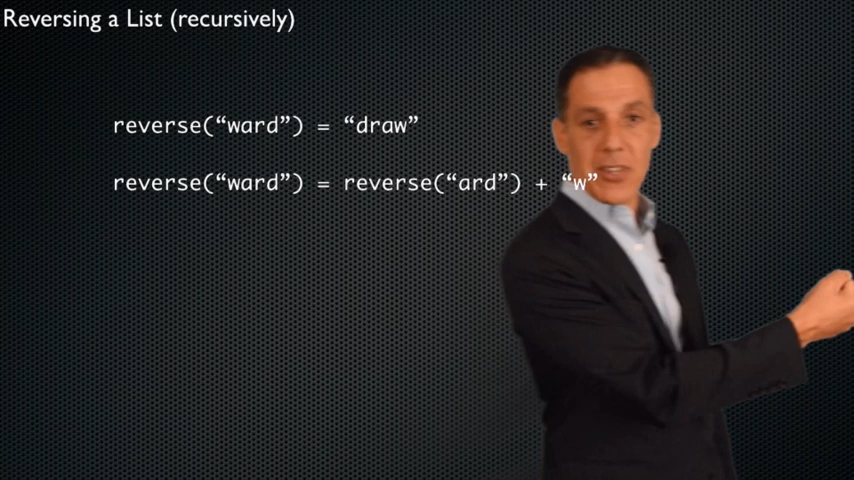 Reversing a List (recursively)
reverse(“ward”) = “draw”
reverse(“ward”) = reverse(“ard”) + “w”